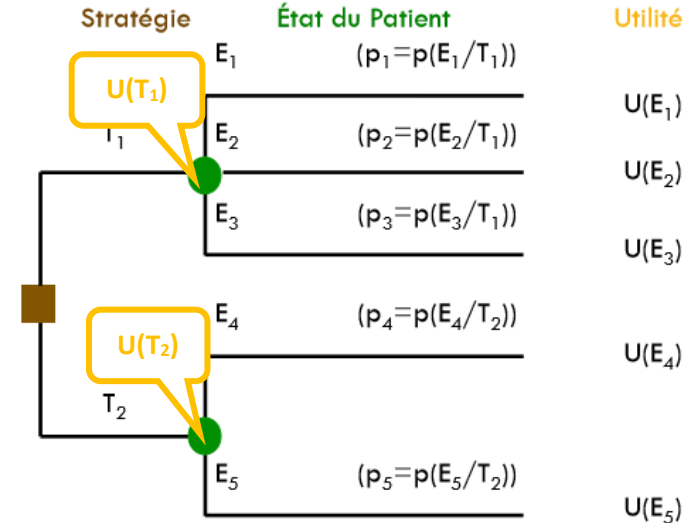 Stratégie État du Patient Utilité
E₁ (p₁=p(E₁/T₁))
U(T₁)
U(E₁)
T₁ E₂ (p₂=p(E₂/T₁))
U(E₂)
E₃ (p₃=p(E₃/T₁))
U(E₃)
E₄ (p₄=p(E₄/T₂))
U(T₂)
U(E₄)
T₂
E₅ (p₅=p(E₅/T₂))
U(E₅)